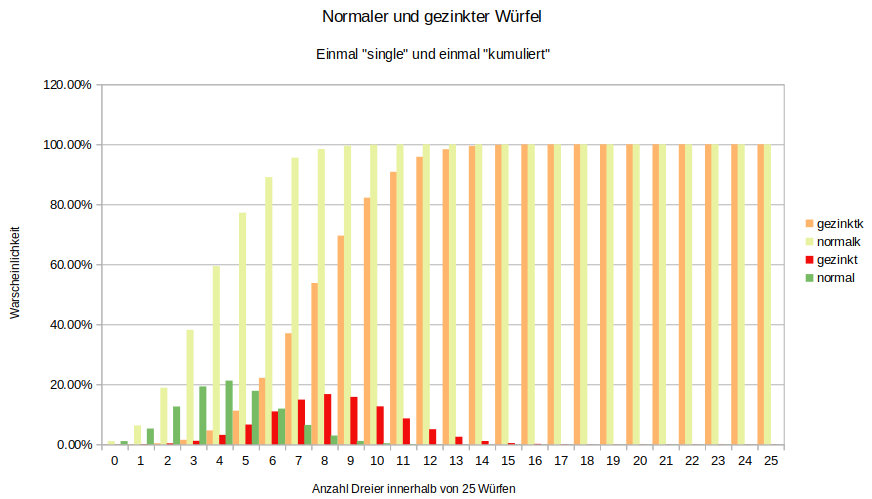 Normaler und gezinkter Würfel
Einmal "single" und einmal "kumuliert"
120.00%
100.00%
80.00%
60.00%
40.00%
20.00%
0.00%
Warscheinlichkeit
0 1 2 3 4 5 6 7 8 9 10 11 12 13 14 15 16 17 18 19 20 21 22 23 24 25
Anzahl Dreier innerhalb von 25 Würfen
gezinktk
normalk
gezinkt
normal